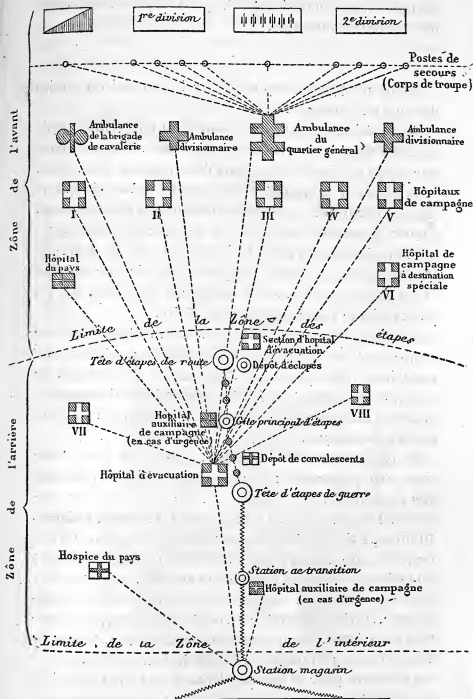 1re division
2e division
Postes de
secours
(Corps de troupe)
Ambulance
de la brigade
de cavalerie
Ambulance
divisionnaire
Ambulance
du
quartier général
Ambulance
divisionnaire
Zône de l'avant
I
II
III
IV
V
Hôpitaux
de campagne
Hôpital
du pays
Hôpital de
campagne
à destination
spéciale
VI
Limite de la Zône des étapes
Section d'hôpital
d'évacuation
Tête d'étapes de route
Dépôt d'éclopés
VII
Hôpital
auxiliaire
de campagne
(en cas d'urgence)
Gîte principal d'étapes
VIII
Hôpital d'évacuation
Dépôt de convalescents
Tête d'étapes de guerre
Zône de l'arrière
Hospice du pays
Station de transition
Hôpital auxiliaire de campagne
(en cas d'urgence)
Limite de la Zône de l'intérieur
Station magasin